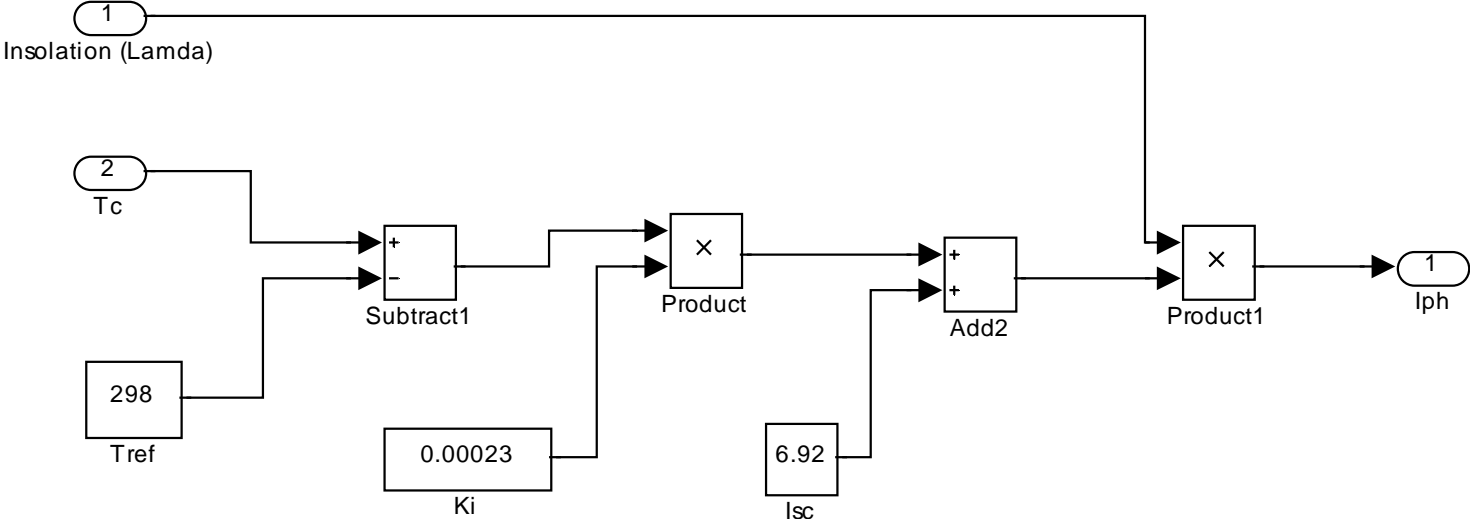 1
Insolation (Lamda)
2
Tc
+
−
Subtract1
×
Product
+
+
Add2
×
Product1
1
Iph
298
Tref
0.00023
Ki
6.92
Isc